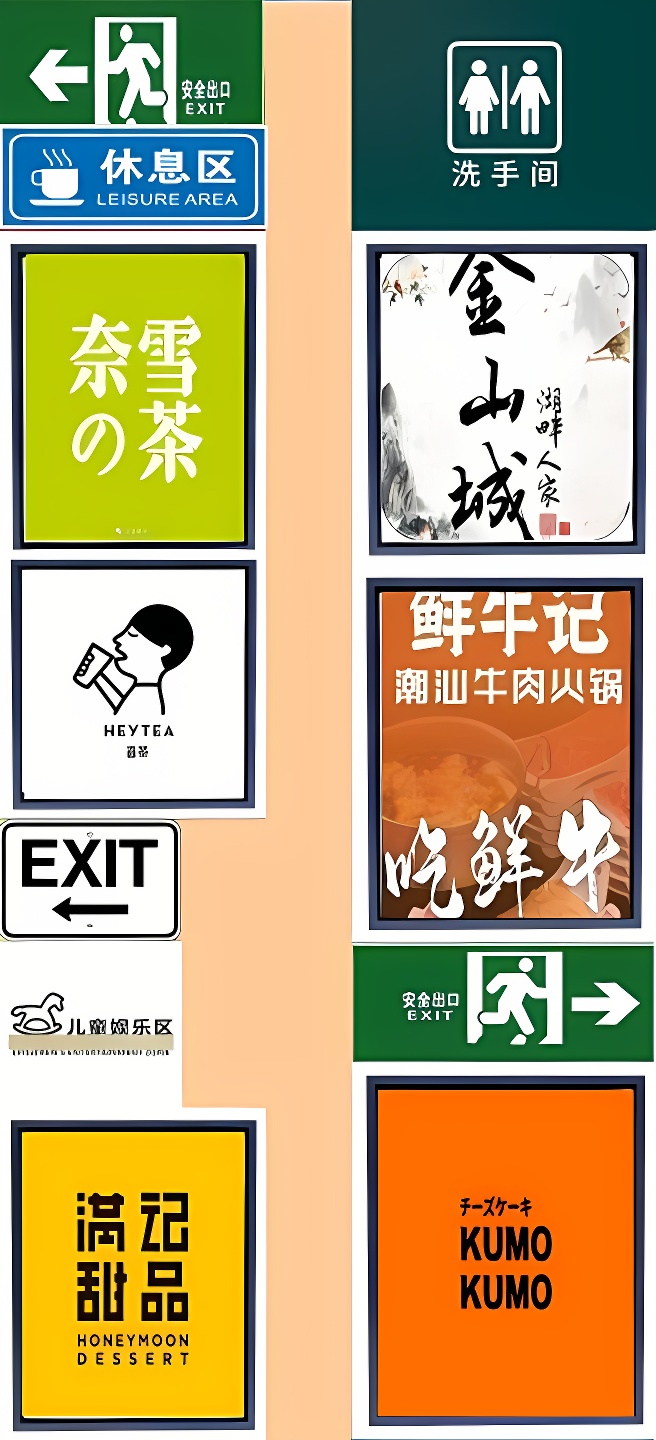 安全出口
EXIT
休息区
LEISURE AREA
洗手间
奈雪
の茶
金山城
湖畔人家
HEYTEA
喜茶
鲜牛记
潮汕牛肉火锅
吃鲜牛
EXIT
儿童娱乐区
安全出口
EXIT
满记
甜品
HONEYMOON
DESSERT
チーズケーキ
KUMO
KUMO